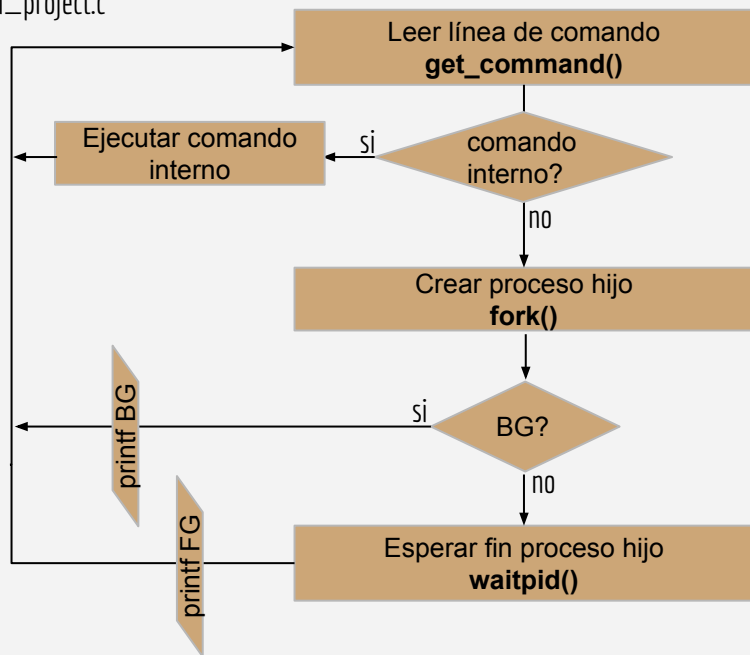 Leer línea de comando
get_command()
Ejecutar comando
interno
si
comando
interno?
no
Crear proceso hijo
fork()
printf BG
si
BG?
no
printf FG
Esperar fin proceso hijo
waitpid()